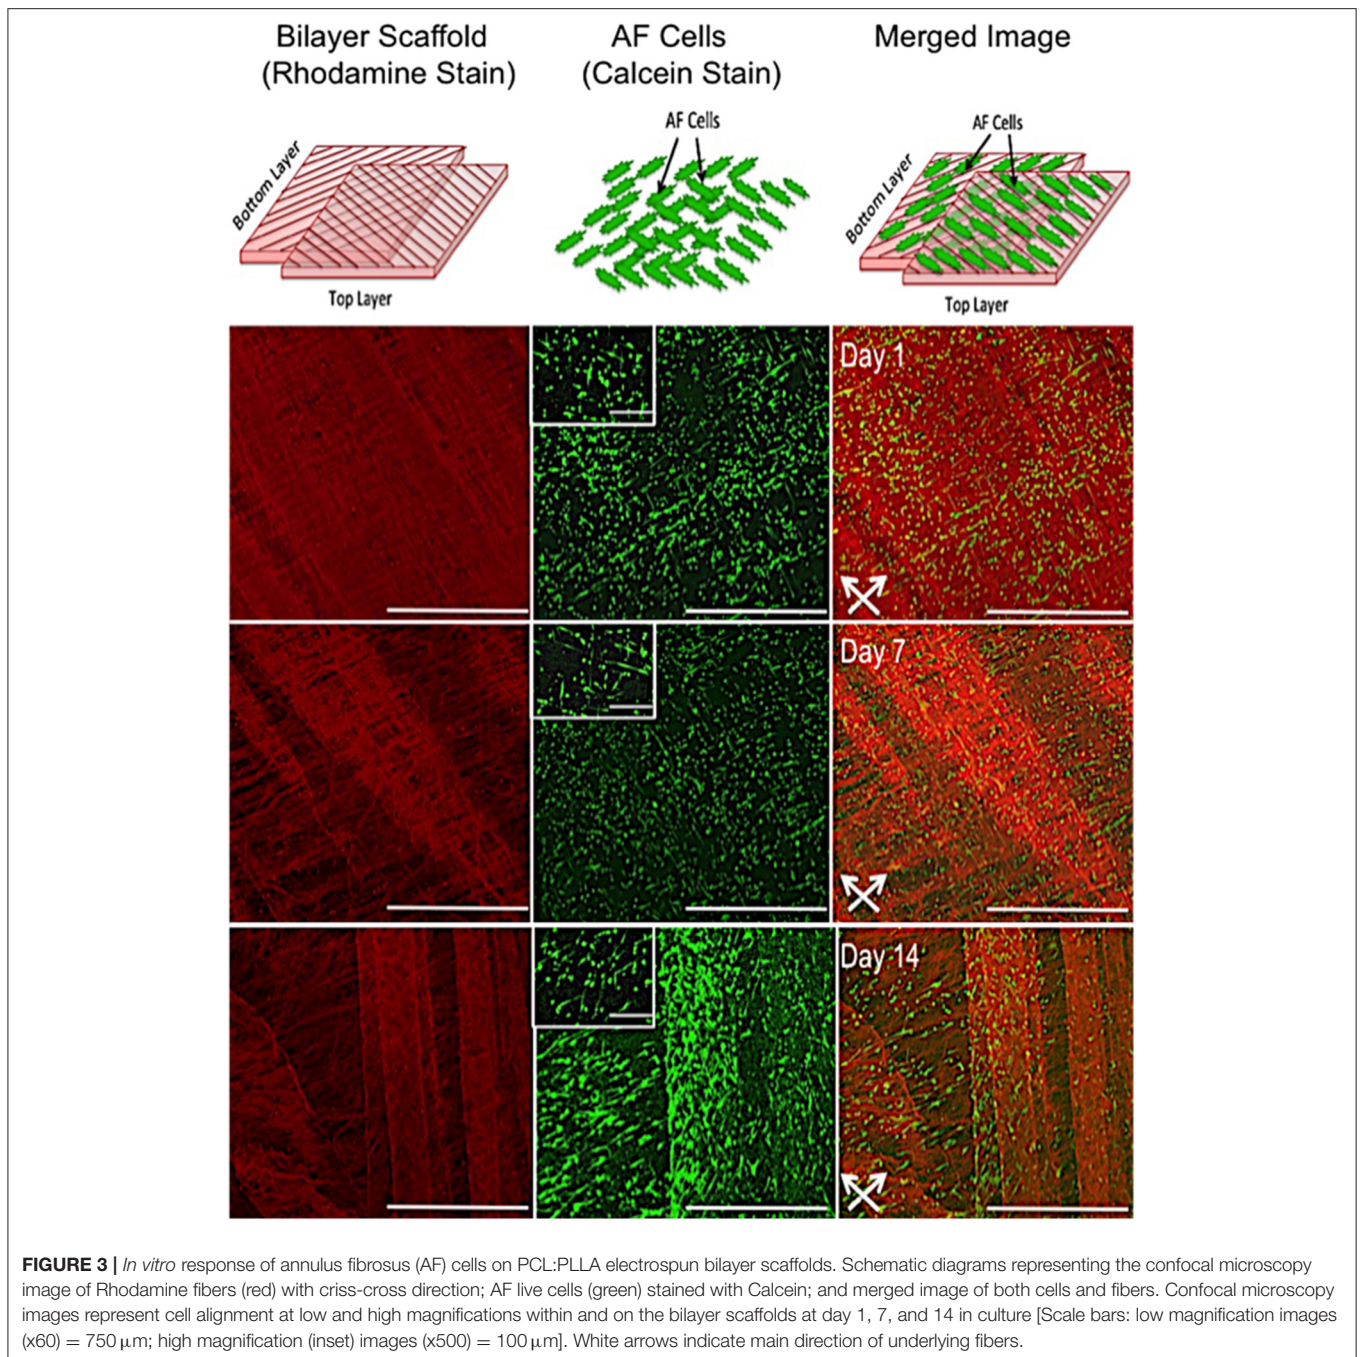 Bilayer Scaffold
(Rhodamine Stain)
AF Cells
(Calcein Stain)
Merged Image
Bottom Layer
Top Layer
AF Cells
AF Cells
Bottom Layer
Top Layer
Day 1
Day 7
Day 14
FIGURE 3 | In vitro response of annulus fibrosus (AF) cells on PCL:PLLA electrospun bilayer scaffolds. Schematic diagrams representing the confocal microscopy
image of Rhodamine fibers (red) with criss-cross direction; AF live cells (green) stained with Calcein; and merged image of both cells and fibers. Confocal microscopy
images represent cell alignment at low and high magnifications within and on the bilayer scaffolds at day 1, 7, and 14 in culture [Scale bars: low magnification images
(x60) = 750 μm; high magnification (inset) images (x500) = 100 μm]. White arrows indicate main direction of underlying fibers.